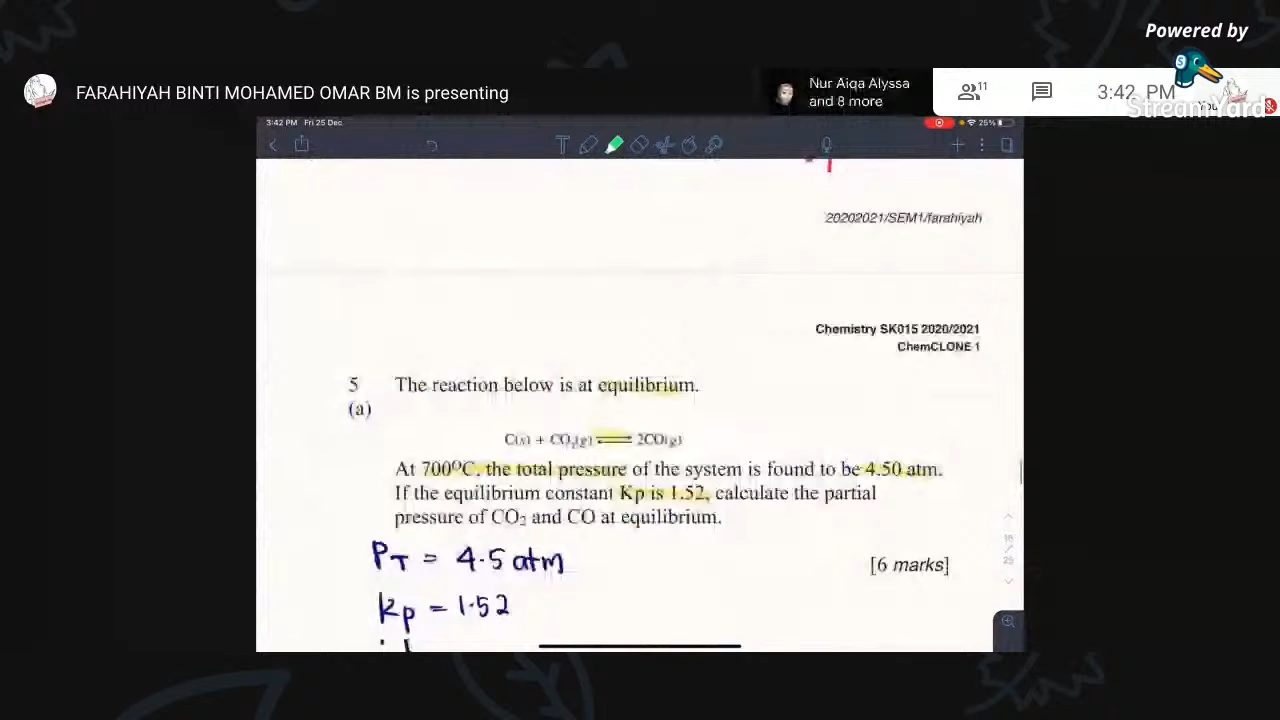 Powered by
StreamYard
FARAHIYAH BINTI MOHAMED OMAR BM is presenting
Nur Aiqa Alyssa
and 8 more
11
3:42 PM
You
3:42 PM Fri 25 Dec
25%
20202021/SEM1/farahiyah
Chemistry SK015 2020/2021
ChemCLONE 1
5 The reaction below is at equilibrium.
(a)
C(s) + CO₂(g) ⇌ 2CO(g)
At 700°C, the total pressure of the system is found to be 4.50 atm.
If the equilibrium constant Kp is 1.52, calculate the partial
pressure of CO₂ and CO at equilibrium.
PT = 4.5 atm
[6 marks]
Kp = 1.52